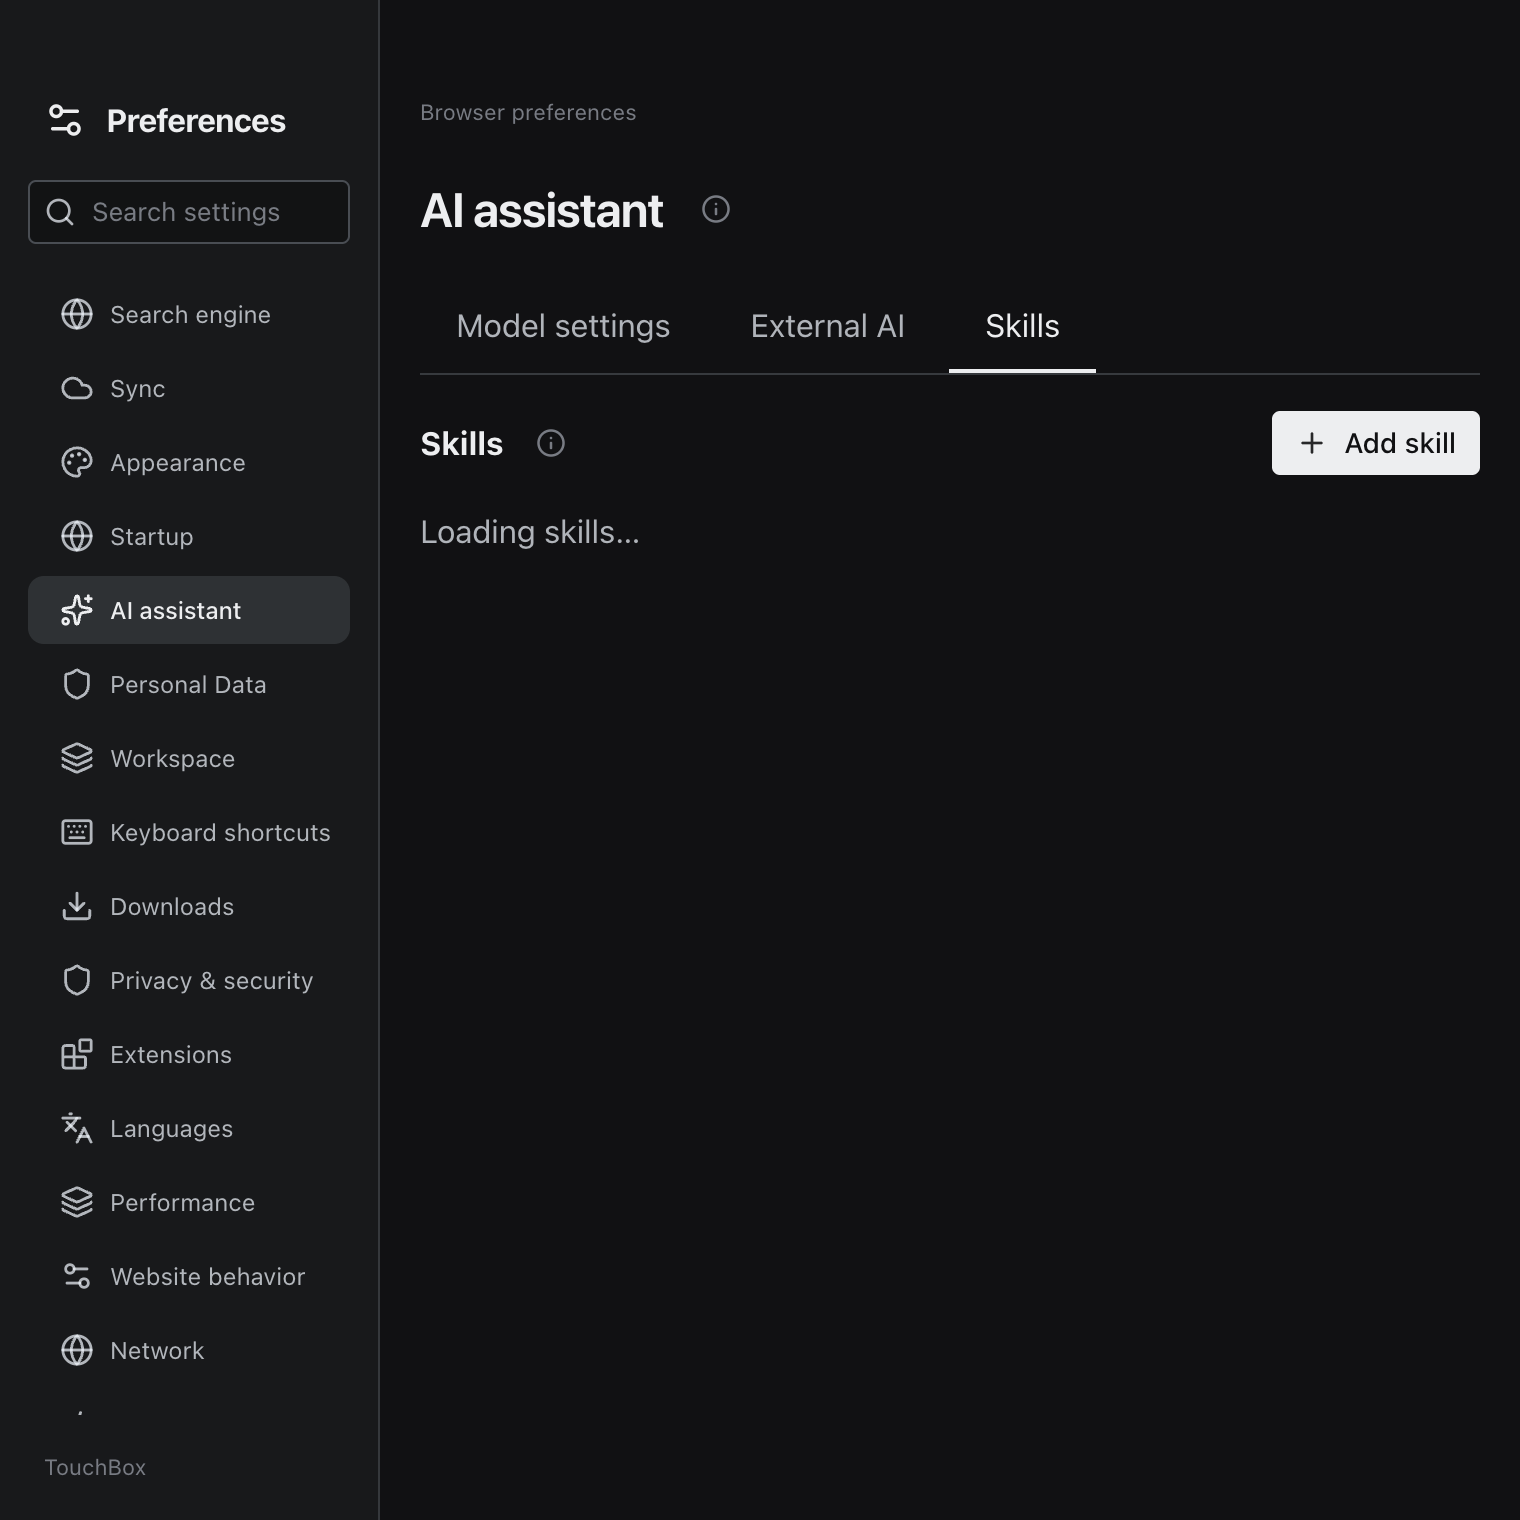 Preferences
Search settings
Search engine
Sync
Appearance
Startup
AI assistant
Personal Data
Workspace
Keyboard shortcuts
Downloads
Privacy & security
Extensions
Languages
Performance
Website behavior
Network
TouchBox
Browser preferences
AI assistant
Model settings External AI Skills
Skills
Add skill
Loading skills...